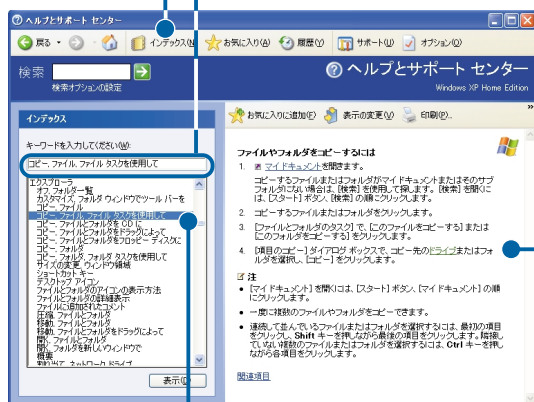 ヘルプとサポート センター
戻る
インデックス(N)
お気に入り(A)
履歴(V)
サポート(U)
オプション(O)
検索
検索オプションの設定
ヘルプとサポート センター
Windows XP Home Edition
インデックス
キーワードを入力してください(W):
コピー, ファイル, ファイル タスクを使用して
エクスプローラ
オフ, フォルダ一覧
カスタマイズ, フォルダ ウィンドウでツール バーを
コピー, ファイル
コピー, ファイル, ファイル タスクを使用して
コピー, ファイルとフォルダを CD に
コピー, ファイルとフォルダをドラッグによって
コピー, ファイルとフォルダをフロッピー ディスクに
コピー, フォルダ
コピー, フォルダ, フォルダ タスクを使用して
サイズの変更, ウィンドウ領域
ショートカット キー
デスクトップ アイコン
ファイルとフォルダのアイコンの表示方法
ファイルとフォルダの詳細表示
ファイルに追加されたコメント
圧縮, ファイルとフォルダ
移動, ファイルとフォルダ
移動, ファイルとフォルダをドラッグによって
開く, ファイルとフォルダ
開く, フォルダを新しいウィンドウで
概要
割り当て, ネットワーク ドライブ
表示(D)
お気に入りに追加(F)
表示の変更(V)
印刷(P)...
ファイルやフォルダをコピーするには
1. マイ ドキュメントを開きます。
コピーするファイルまたはフォルダがマイ ドキュメントまたはそのサブ
フォルダにない場合は、[検索] を使用して探します。[検索] を開くに
は、[スタート] ボタン、[検索] の順にクリックします。
2. コピーするファイルまたはフォルダをクリックします。
3. [ファイルとフォルダのタスク] で、[このファイルをコピーする] または
[このフォルダをコピーする] をクリックします。
4. [項目のコピー] ダイアログ ボックスで、コピー先のドライブまたはフォ
ルダを選択し、[コピー] をクリックします。
注
• [マイ ドキュメント] を開くには、[スタート] ボタン、[マイ ドキュメント] の順
にクリックします。
• 一度に複数のファイルやフォルダをコピーできます。
• 連続して並んでいるファイルまたはフォルダを選択するには、最初の項目
をクリックし、Shift キーを押しながら最後の項目をクリックします。隣接し
ていない複数のファイルまたはフォルダを選択するには、Ctrl キーを押し
ながら各項目をクリックします。
関連項目